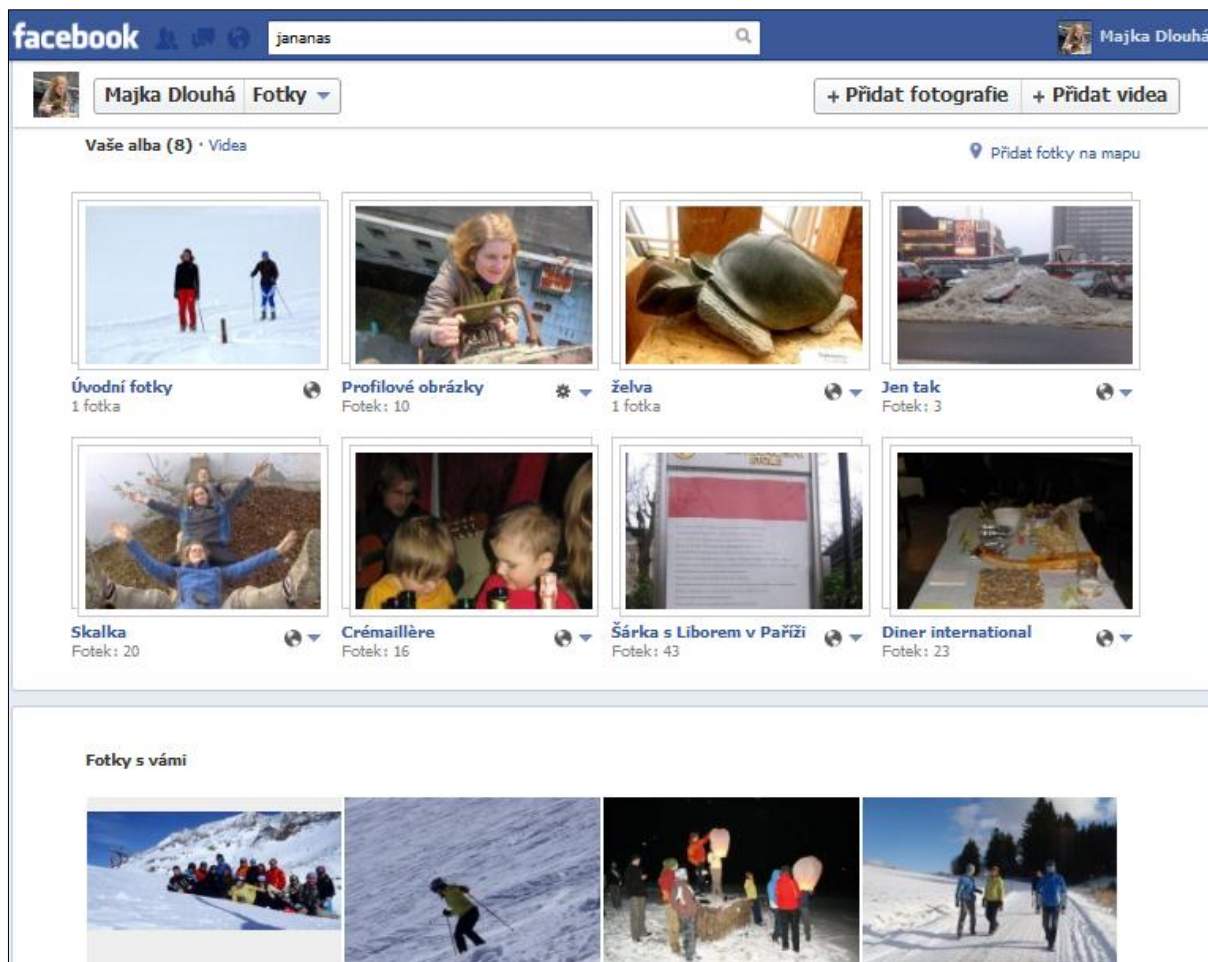 facebook jananas Majka Dlouhá
Majka Dlouhá Fotky + Přidat fotografie + Přidat videa
Vaše alba (8) · Videa Přidat fotky na mapu
Úvodní fotky Profilové obrázky želva Jen tak
1 fotka Fotek: 10 1 fotka Fotek: 3
Skalka Crémaillère Šárka s Liborem v Paříži Diner international
Fotek: 20 Fotek: 16 Fotek: 43 Fotek: 23
Fotky s vámi